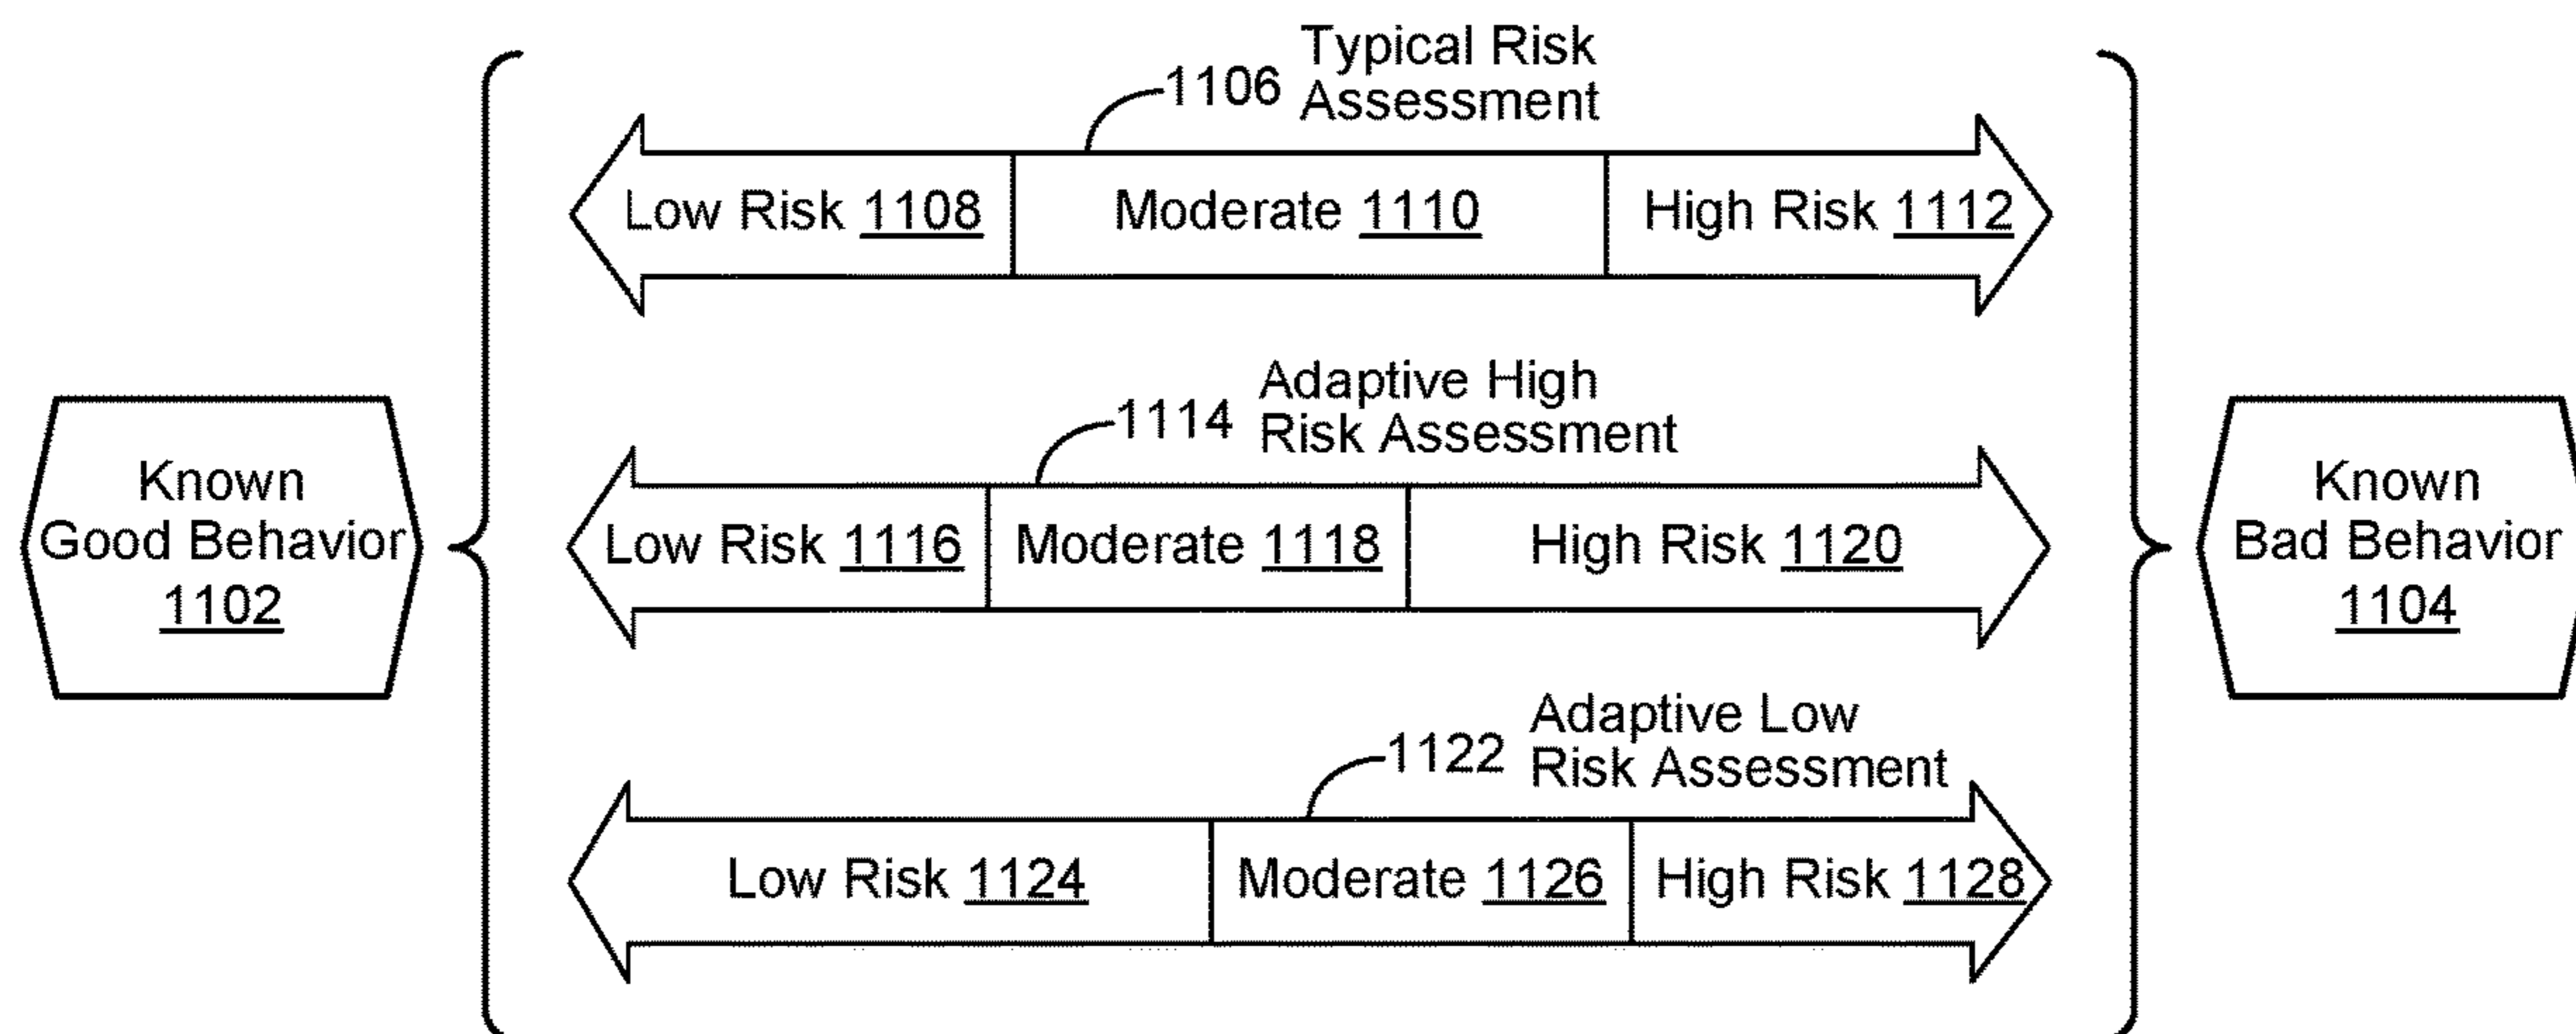 1106 Typical Risk
Assessment
Low Risk 1108 Moderate 1110 High Risk 1112
Known
Good Behavior
1102
1114 Adaptive High
Risk Assessment
Low Risk 1116 Moderate 1118 High Risk 1120
1122 Adaptive Low
Risk Assessment
Low Risk 1124 Moderate 1126 High Risk 1128
Known
Bad Behavior
1104